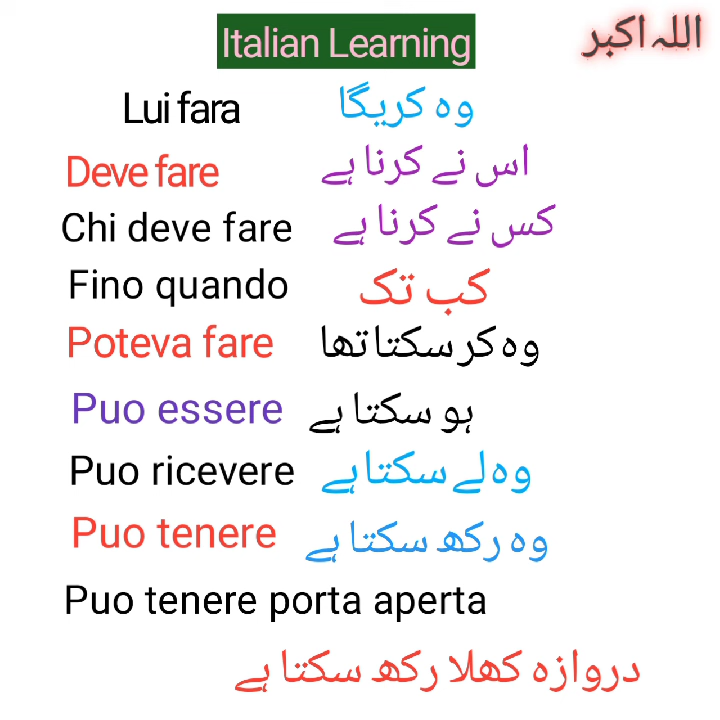 Italian Learning
اللہ اکبر
Lui fara وہ کریگا
Deve fare اس نے کرنا ہے
Chi deve fare کس نے کرنا ہے
Fino quando کب تک
Poteva fare وہ کر سکتا تھا
Puo essere ہو سکتا ہے
Puo ricevere وہ لے سکتا ہے
Puo tenere وہ رکھ سکتا ہے
Puo tenere porta aperta
دروازہ کھلا رکھ سکتا ہے